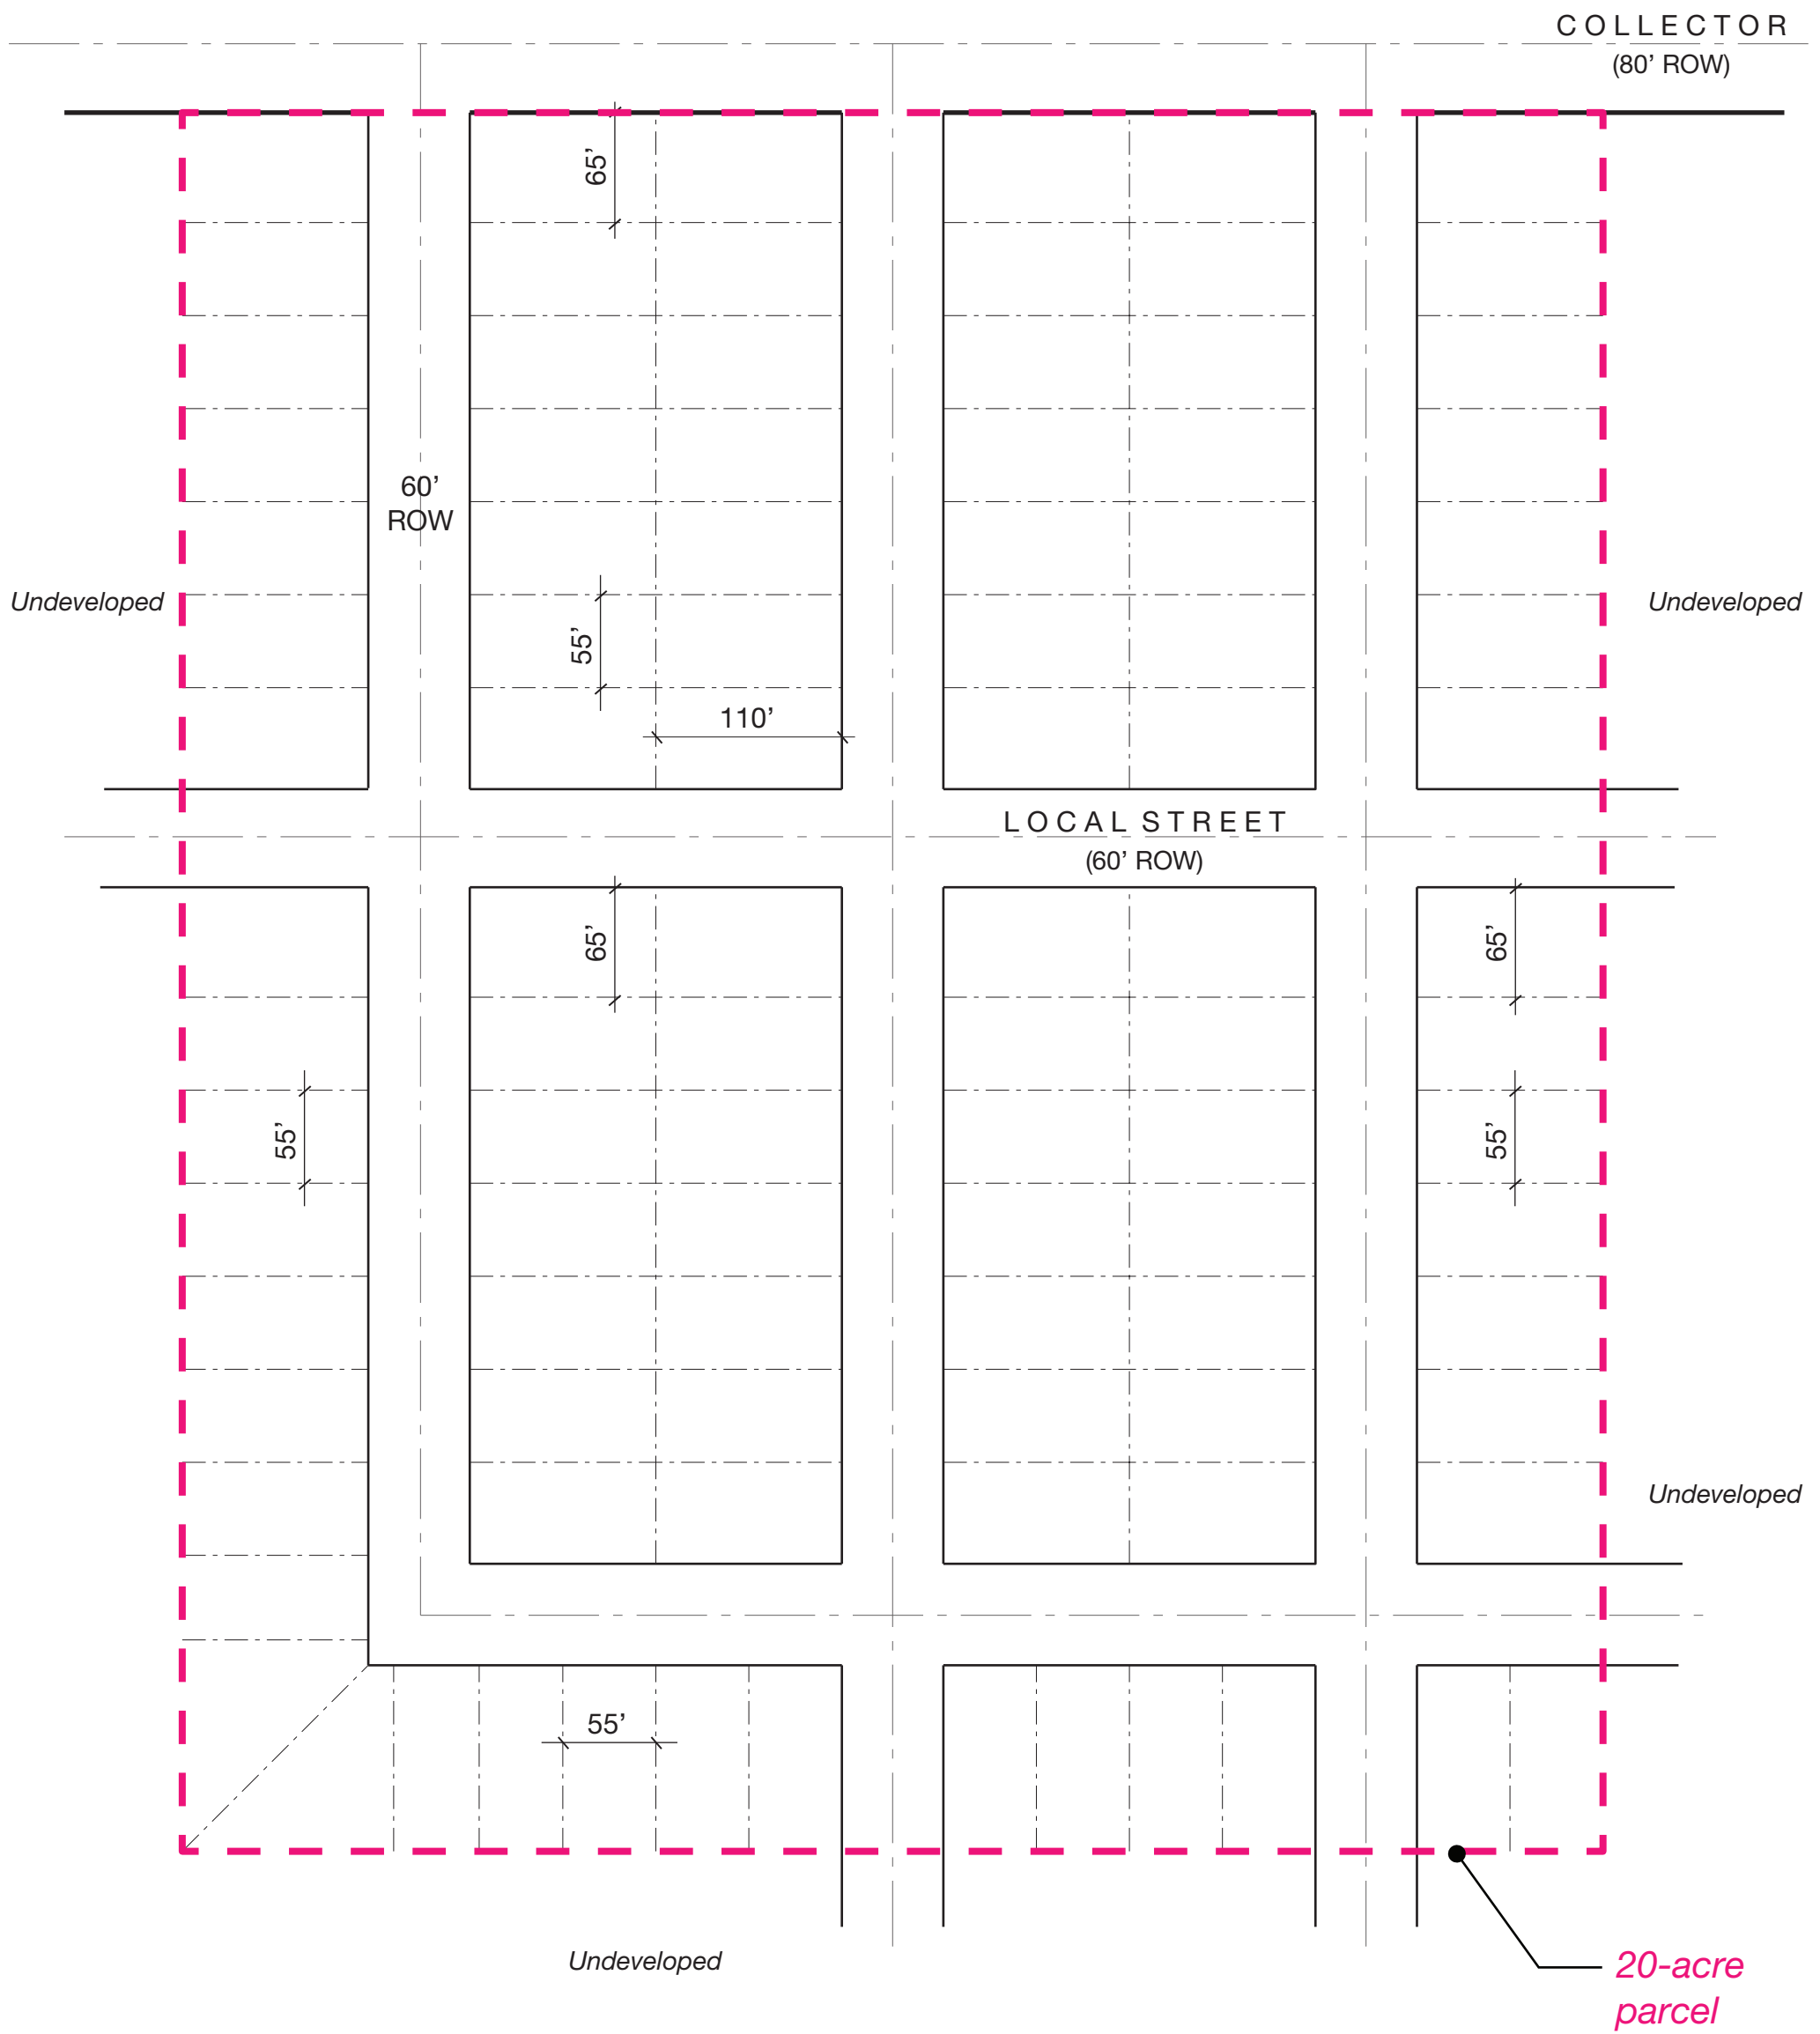 COLLECTOR
(80’ ROW)
65’
60’
ROW
Undeveloped
Undeveloped
55’
110’
LOCAL STREET
(60’ ROW)
65’
65’
55’
55’
Undeveloped
55’
Undeveloped
20-acre
parcel